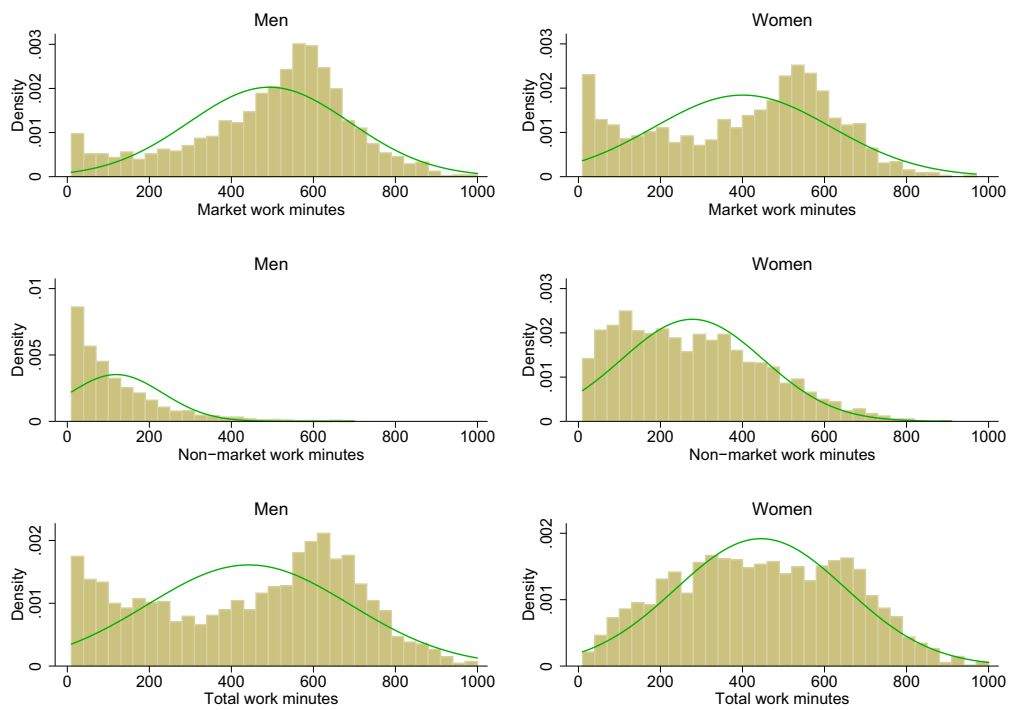 Men
Density
0 .001 .002 .003
0 200 400 600 800 1000
Market work minutes
Women
Density
0 .001 .002 .003
0 200 400 600 800 1000
Market work minutes
Men
Density
0 .005 .01
0 200 400 600 800 1000
Non-market work minutes
Women
Density
0 .001 .002 .003
0 200 400 600 800 1000
Non-market work minutes
Men
Density
0 .001 .002
0 200 400 600 800 1000
Total work minutes
Women
Density
0 .001 .002
0 200 400 600 800 1000
Total work minutes